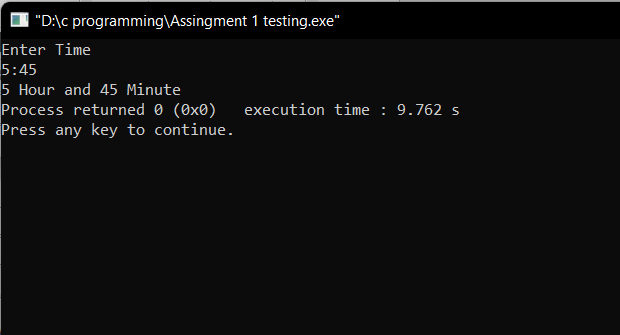 "D:\c programming\Assingment 1 testing.exe"
Enter Time
5:45
5 Hour and 45 Minute
Process returned 0 (0x0)   execution time : 9.762 s
Press any key to continue.